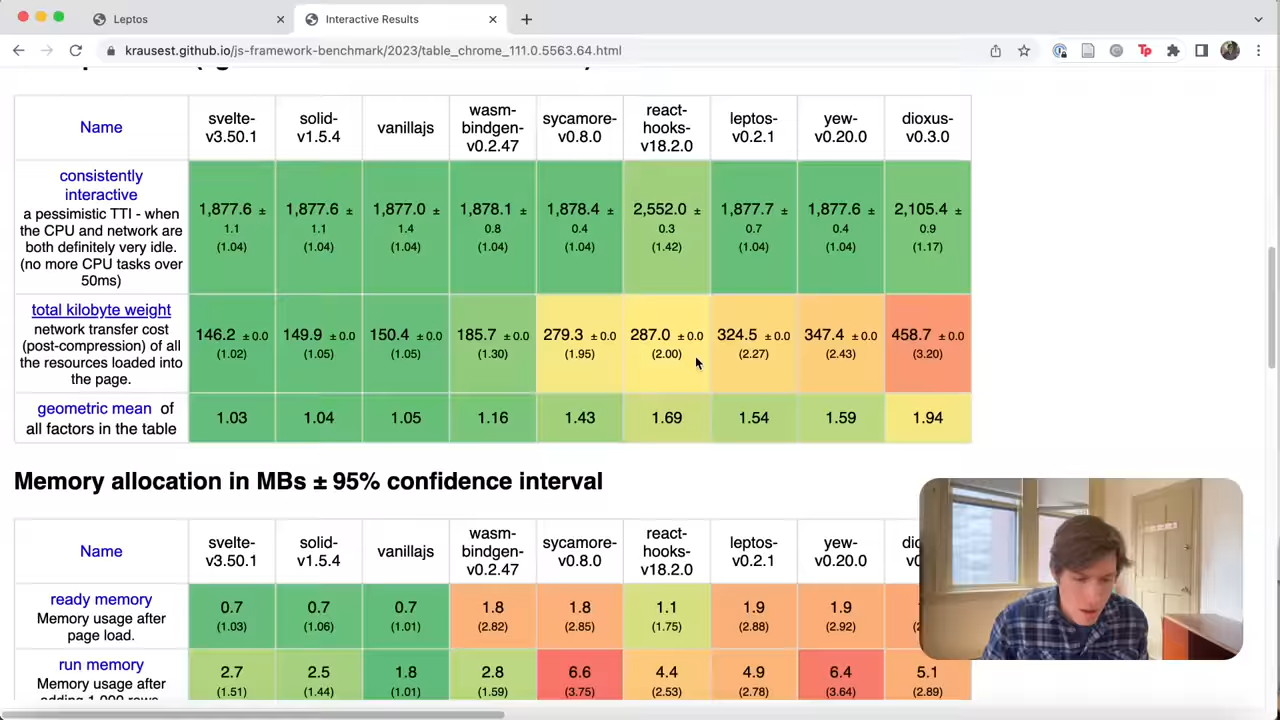 Leptos
Interactive Results
krausest.github.io/js-framework-benchmark/2023/table_chrome_111.0.5563.64.html
Name
svelte-
v3.50.1
solid-
v1.5.4
vanillajs
wasm-
bindgen-
v0.2.47
sycamore-
v0.8.0
react-
hooks-
v18.2.0
leptos-
v0.2.1
yew-
v0.20.0
dioxus-
v0.3.0
consistently
interactive
a pessimistic TTI - when
the CPU and network are
both definitely very idle.
(no more CPU tasks over
50ms)
1,877.6 ±
1.1
(1.04)
1,877.6 ±
1.1
(1.04)
1,877.0 ±
1.4
(1.04)
1,878.1 ±
0.8
(1.04)
1,878.4 ±
0.4
(1.04)
2,552.0 ±
0.3
(1.42)
1,877.7 ±
0.7
(1.04)
1,877.6 ±
0.4
(1.04)
2,105.4 ±
0.9
(1.17)
total kilobyte weight
network transfer cost
(post-compression) of all
the resources loaded into
the page.
146.2 ±0.0
(1.02)
149.9 ±0.0
(1.05)
150.4 ±0.0
(1.05)
185.7 ±0.0
(1.30)
279.3 ±0.0
(1.95)
287.0 ±0.0
(2.00)
324.5 ±0.0
(2.27)
347.4 ±0.0
(2.43)
458.7 ±0.0
(3.20)
geometric mean of
all factors in the table
1.03
1.04
1.05
1.16
1.43
1.69
1.54
1.59
1.94
Memory allocation in MBs ± 95% confidence interval
Name
svelte-
v3.50.1
solid-
v1.5.4
vanillajs
wasm-
bindgen-
v0.2.47
sycamore-
v0.8.0
react-
hooks-
v18.2.0
leptos-
v0.2.1
yew-
v0.20.0
ready memory
Memory usage after
page load.
0.7
(1.03)
0.7
(1.06)
0.7
(1.01)
1.8
(2.82)
1.8
(2.85)
1.1
(1.75)
1.9
(2.88)
1.9
(2.92)
run memory
Memory usage after
adding 1,000 rows
2.7
(1.51)
2.5
(1.44)
1.8
(1.01)
2.8
(1.59)
6.6
(3.75)
4.4
(2.53)
4.9
(2.78)
6.4
(3.64)
5.1
(2.89)